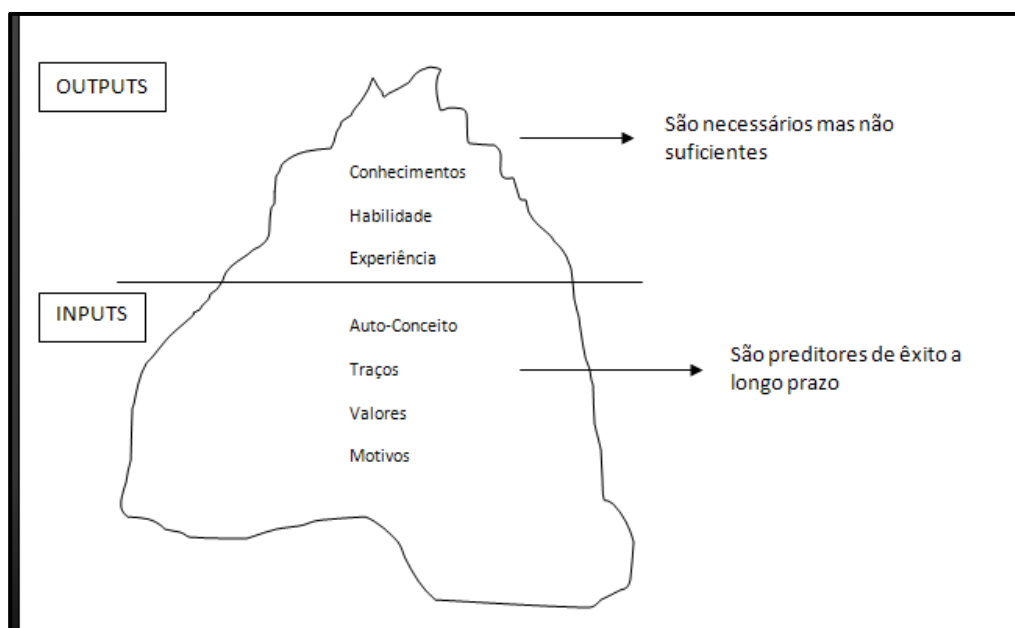 OUTPUTS
São necessários mas não
suficientes
Conhecimentos
Habilidade
Experiência
INPUTS
Auto-Conceito
São preditores de êxito a
longo prazo
Traços
Valores
Motivos